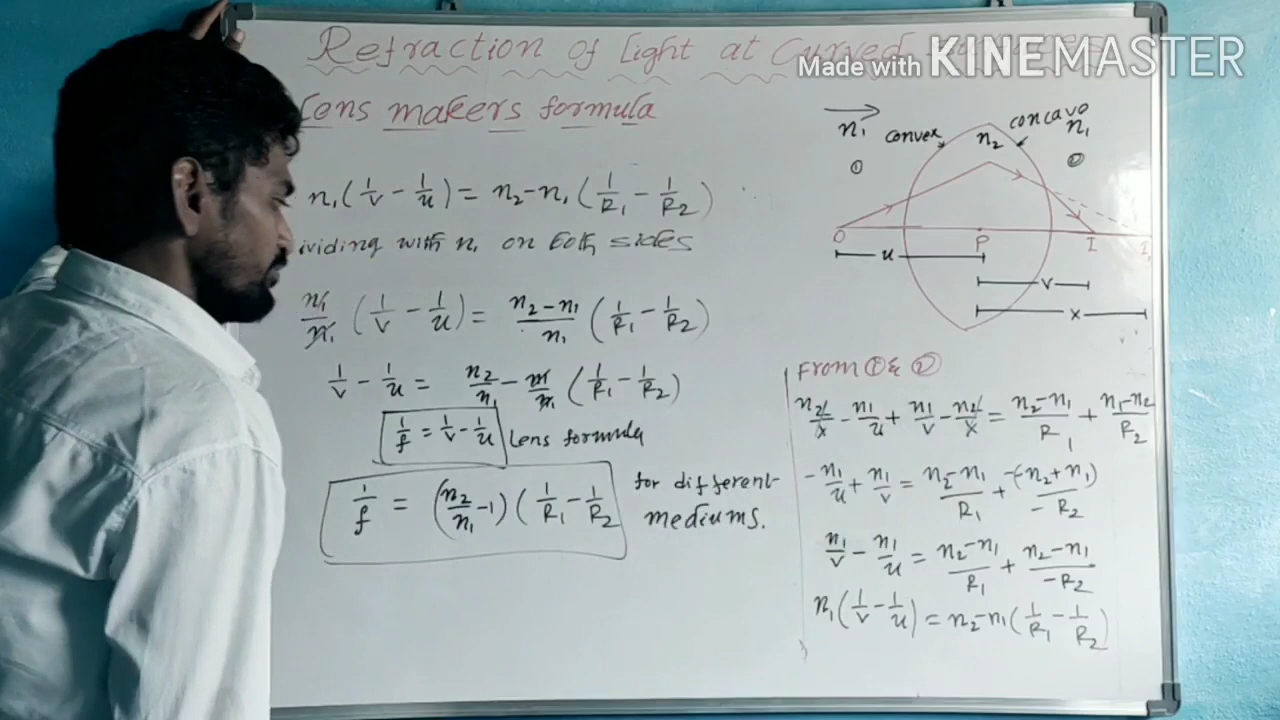 Refraction of light at Curved
Made with KINEMASTER
Lens makers formula
n₁(1/v - 1/u) = n₂-n₁(1/R₁ - 1/R₂)
ividing with n₁ on both sides
n₁/n₁ (1/v - 1/u) = n₂-n₁/n₁ (1/R₁ - 1/R₂)
1/v - 1/u = n₂/n₁ - n₁/n₁ (1/R₁ - 1/R₂)
1/f = 1/v - 1/u Lens formula
1/f = (n₂/n₁ -1) (1/R₁ - 1/R₂
for different
mediums.
n₁ convex n₂ concavo n₁
① ②
O P I I₁
u
v
x
From ① & ②
n₂/x - n₁/u + n₁/v - n₂/x = n₂-n₁/R₁ + n₁-n₂/R₂
-n₁/u + n₁/v = n₂-n₁/R₁ + -(n₂+n₁)/-R₂
n₁/v - n₁/u = n₂-n₁/R₁ + n₂-n₁/-R₂
n₁(1/v - 1/u) = n₂-n₁(1/R₁ - 1/R₂)